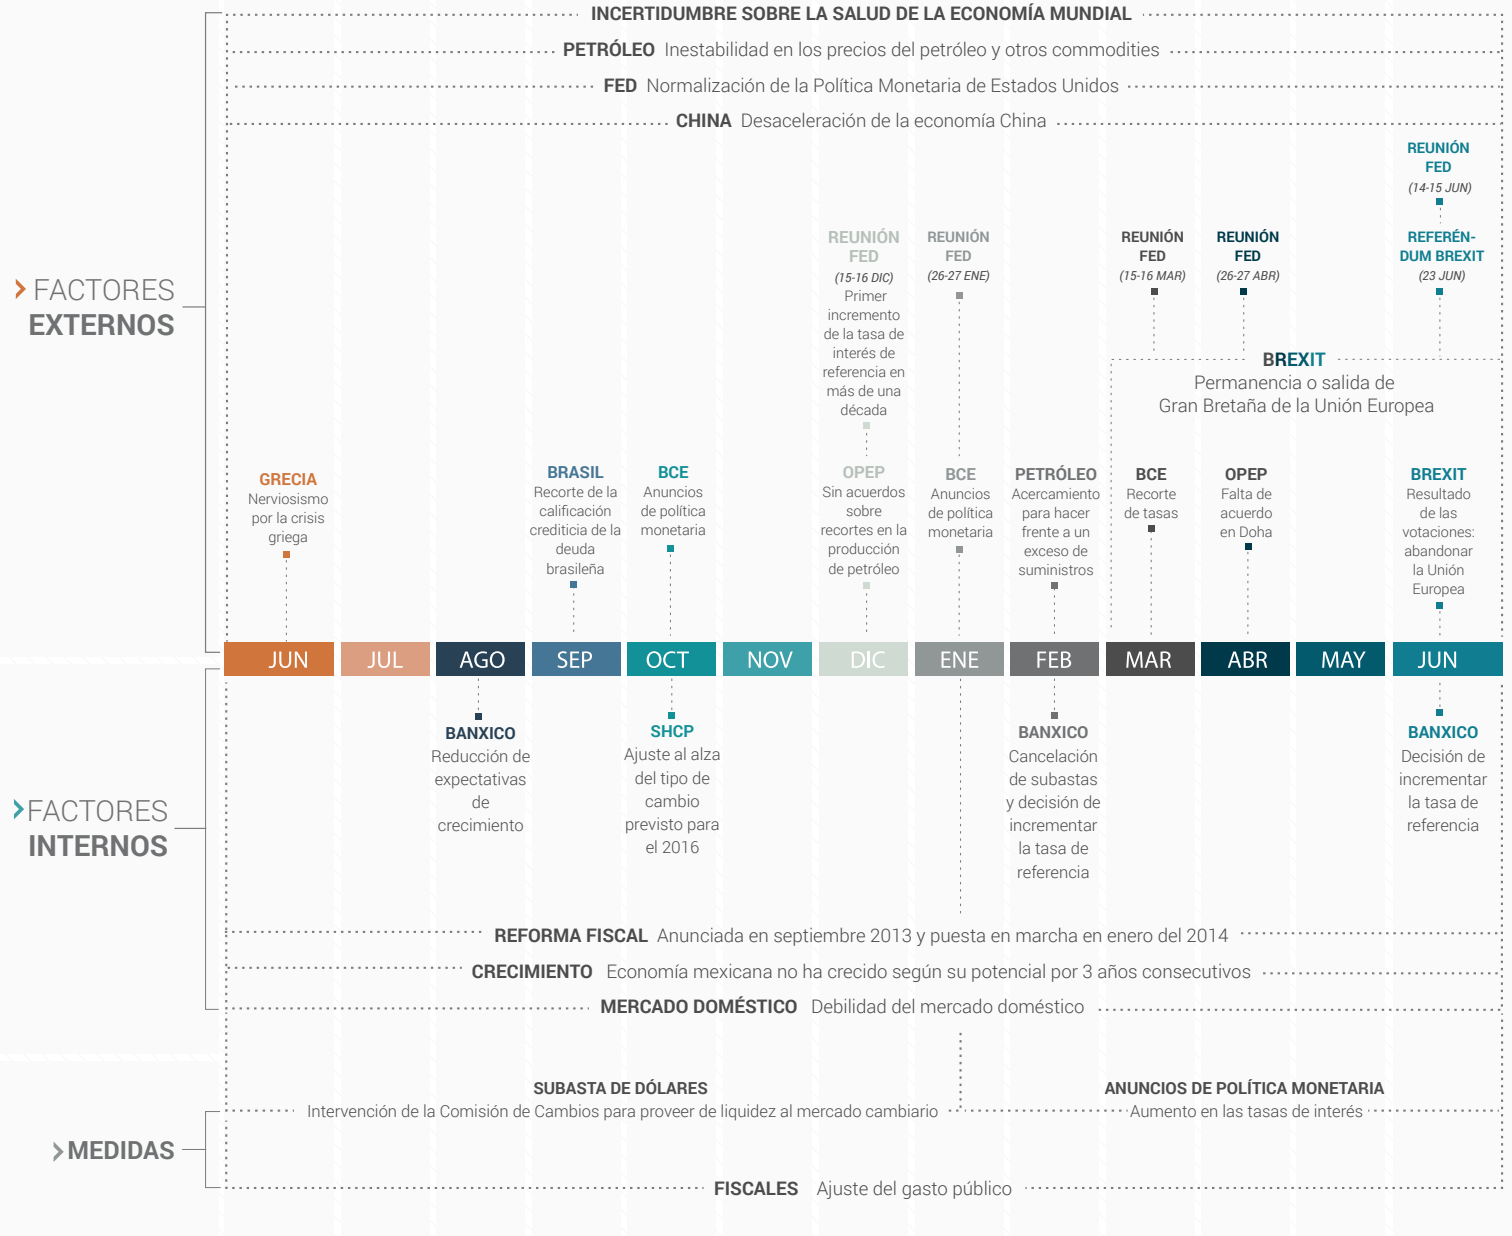 INCERTIDUMBRE SOBRE LA SALUD DE LA ECONOMÍA MUNDIAL
PETRÓLEO Inestabilidad en los precios del petróleo y otros commodities
FED Normalización de la Política Monetaria de Estados Unidos
CHINA Desaceleración de la economía China
FACTORES
EXTERNOS
REUNIÓN
FED
(15-16 DIC)
Primer
incremento
de la tasa de
interés de
referencia en
más de una
década
REUNIÓN
FED
(26-27 ENE)
REUNIÓN
FED
(15-16 MAR)
REUNIÓN
FED
(26-27 ABR)
REUNIÓN
FED
(14-15 JUN)
REFERÉN-
DUM BREXIT
(23 JUN)
BREXIT
Permanencia o salida de
Gran Bretaña de la Unión Europea
GRECIA
Nerviosismo
por la crisis
griega
BRASIL
Recorte de la
calificación
crediticia de la
deuda
brasileña
BCE
Anuncios
de política
monetaria
OPEP
Sin acuerdos
sobre
recortes en la
producción
de petróleo
BCE
Anuncios
de política
monetaria
PETRÓLEO
Acercamiento
para hacer
frente a un
exceso de
suministros
BCE
Recorte
de tasas
OPEP
Falta de
acuerdo
en Doha
BREXIT
Resultado
de las
votaciones:
abandonar
la Unión
Europea
JUN JUL AGO SEP OCT NOV DIC ENE FEB MAR ABR MAY JUN
FACTORES
INTERNOS
BANXICO
Reducción de
expectativas
de
crecimiento
SHCP
Ajuste al alza
del tipo de
cambio
previsto para
el 2016
BANXICO
Cancelación
de subastas
y decisión de
incrementar
la tasa de
referencia
BANXICO
Decisión de
incrementar
la tasa de
referencia
REFORMA FISCAL Anunciada en septiembre 2013 y puesta en marcha en enero del 2014
CRECIMIENTO Economía mexicana no ha crecido según su potencial por 3 años consecutivos
MERCADO DOMÉSTICO Debilidad del mercado doméstico
MEDIDAS
SUBASTA DE DÓLARES
Intervención de la Comisión de Cambios para proveer de liquidez al mercado cambiario
ANUNCIOS DE POLÍTICA MONETARIA
Aumento en las tasas de interés
FISCALES Ajuste del gasto público